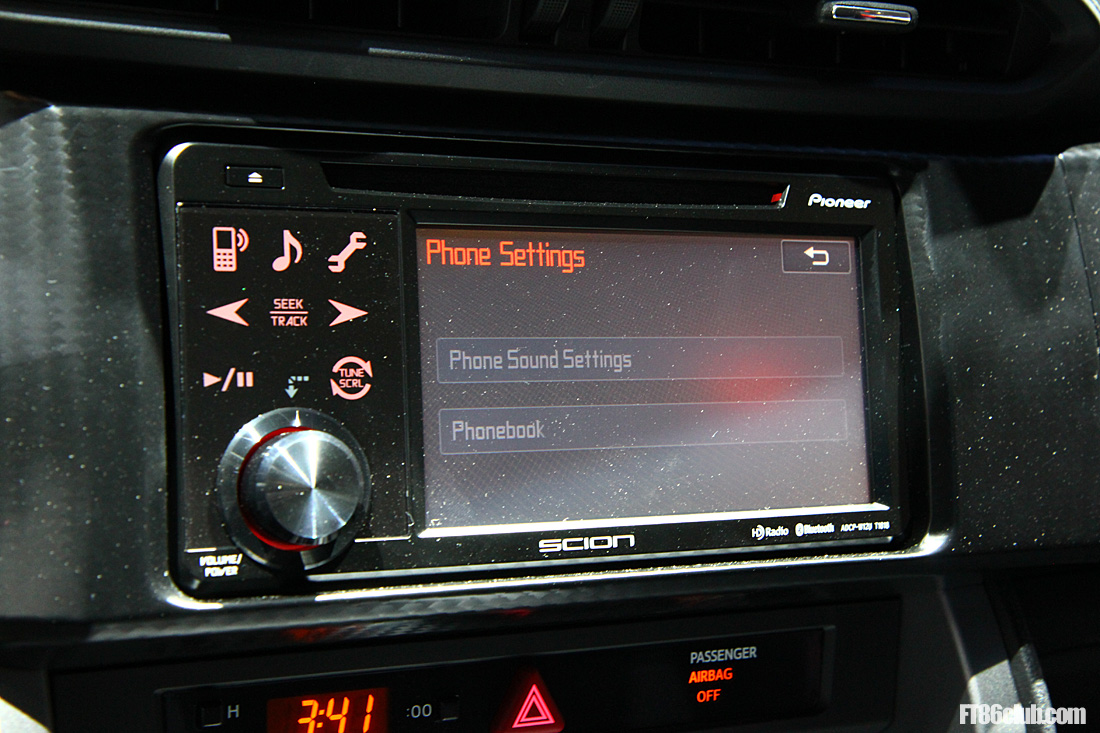 Pioneer
Phone Settings
SEEK
TRACK
Phone Sound Settings
TUNE
SCRL
Phonebook
VOLUME/
POWER
SCION
HD Radio Bluetooth
PASSENGER
AIRBAG
OFF
H 3:41 :00
FT86club.com